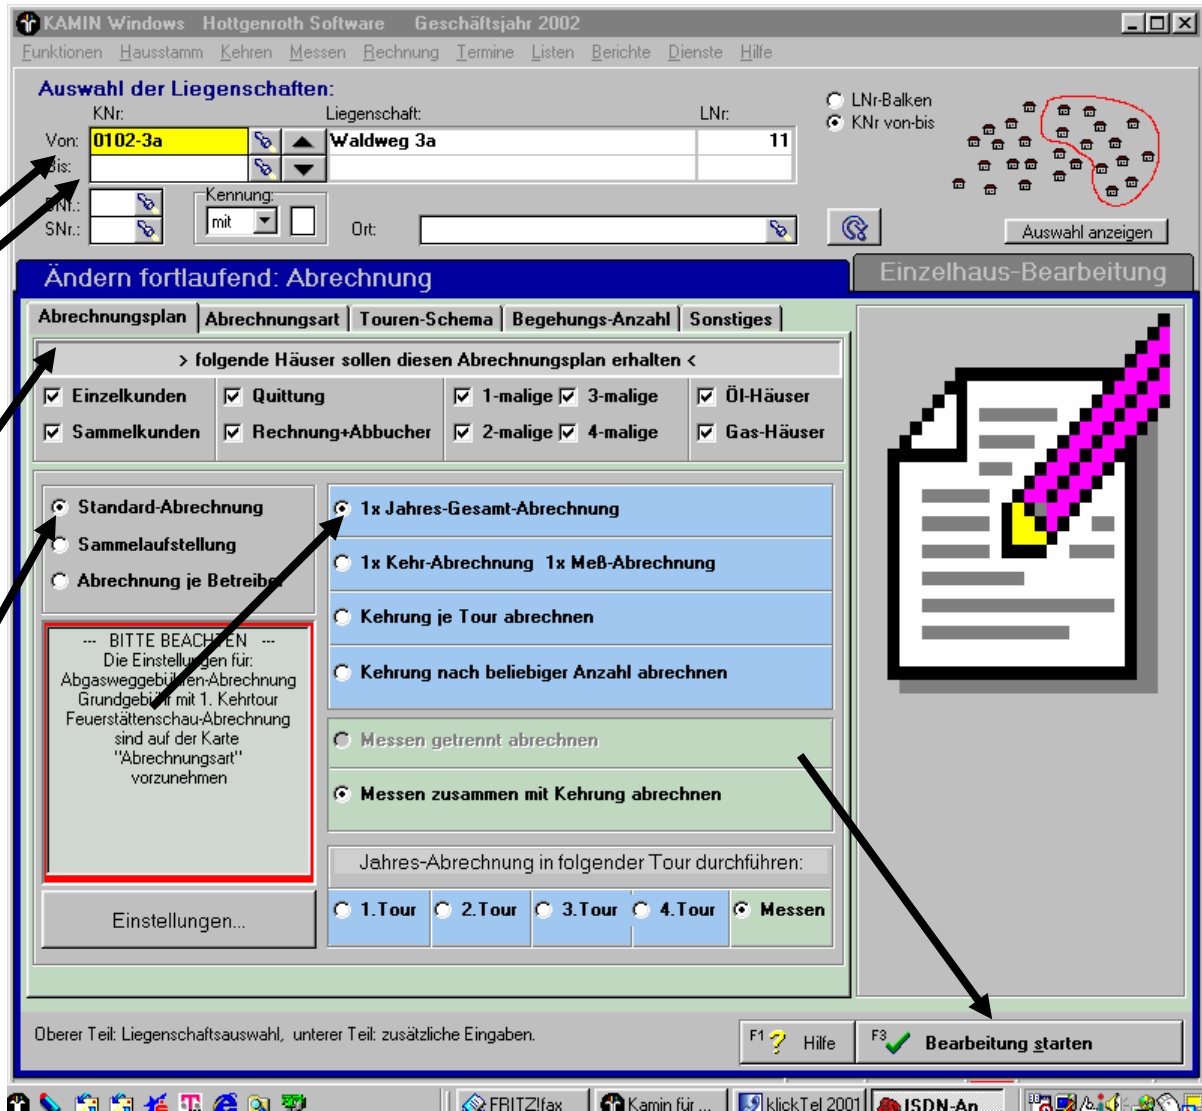 KAMIN Windows Hottgenroth Software Geschäftsjahr 2002
Funktionen Hausstamm Kehren Messen Rechnung Termine Listen Berichte Dienste Hilfe
Auswahl der Liegenschaften:
KNr: Liegenschaft: LNr:
Von: 0102-3a Waldweg 3a 11
Bis:
LNr-Balken
KNr von-bis
BNr.:
SNr.:
Kennung:
mit
Ort:
Auswahl anzeigen
Ändern fortlaufend: Abrechnung
Einzelhaus-Bearbeitung
Abrechnungsplan Abrechnungsart Touren-Schema Begehungs-Anzahl Sonstiges
> folgende Häuser sollen diesen Abrechnungsplan erhalten <
Einzelkunden Quittung 1-malige 3-malige Öl-Häuser
Sammelkunden Rechnung+Abbucher 2-malige 4-malige Gas-Häuser
Standard-Abrechnung
Sammelaufstellung
Abrechnung je Betreiber
--- BITTE BEACHTEN ---
Die Einstellungen für:
Abgasweggebühren-Abrechnung
Grundgebühr mit 1. Kehrtour
Feuerstättenschau-Abrechnung
sind auf der Karte
"Abrechnungsart"
vorzunehmen
Einstellungen...
1x Jahres-Gesamt-Abrechnung
1x Kehr-Abrechnung 1x Meß-Abrechnung
Kehrung je Tour abrechnen
Kehrung nach beliebiger Anzahl abrechnen
Messen getrennt abrechnen
Messen zusammen mit Kehrung abrechnen
Jahres-Abrechnung in folgender Tour durchführen:
1.Tour 2.Tour 3.Tour 4.Tour Messen
Oberer Teil: Liegenschaftsauswahl, unterer Teil: zusätzliche Eingaben.
F1 ? Hilfe
F3 Bearbeitung starten
FRITZ!fax Kamin für ... klickTel 2001 ISDN-An